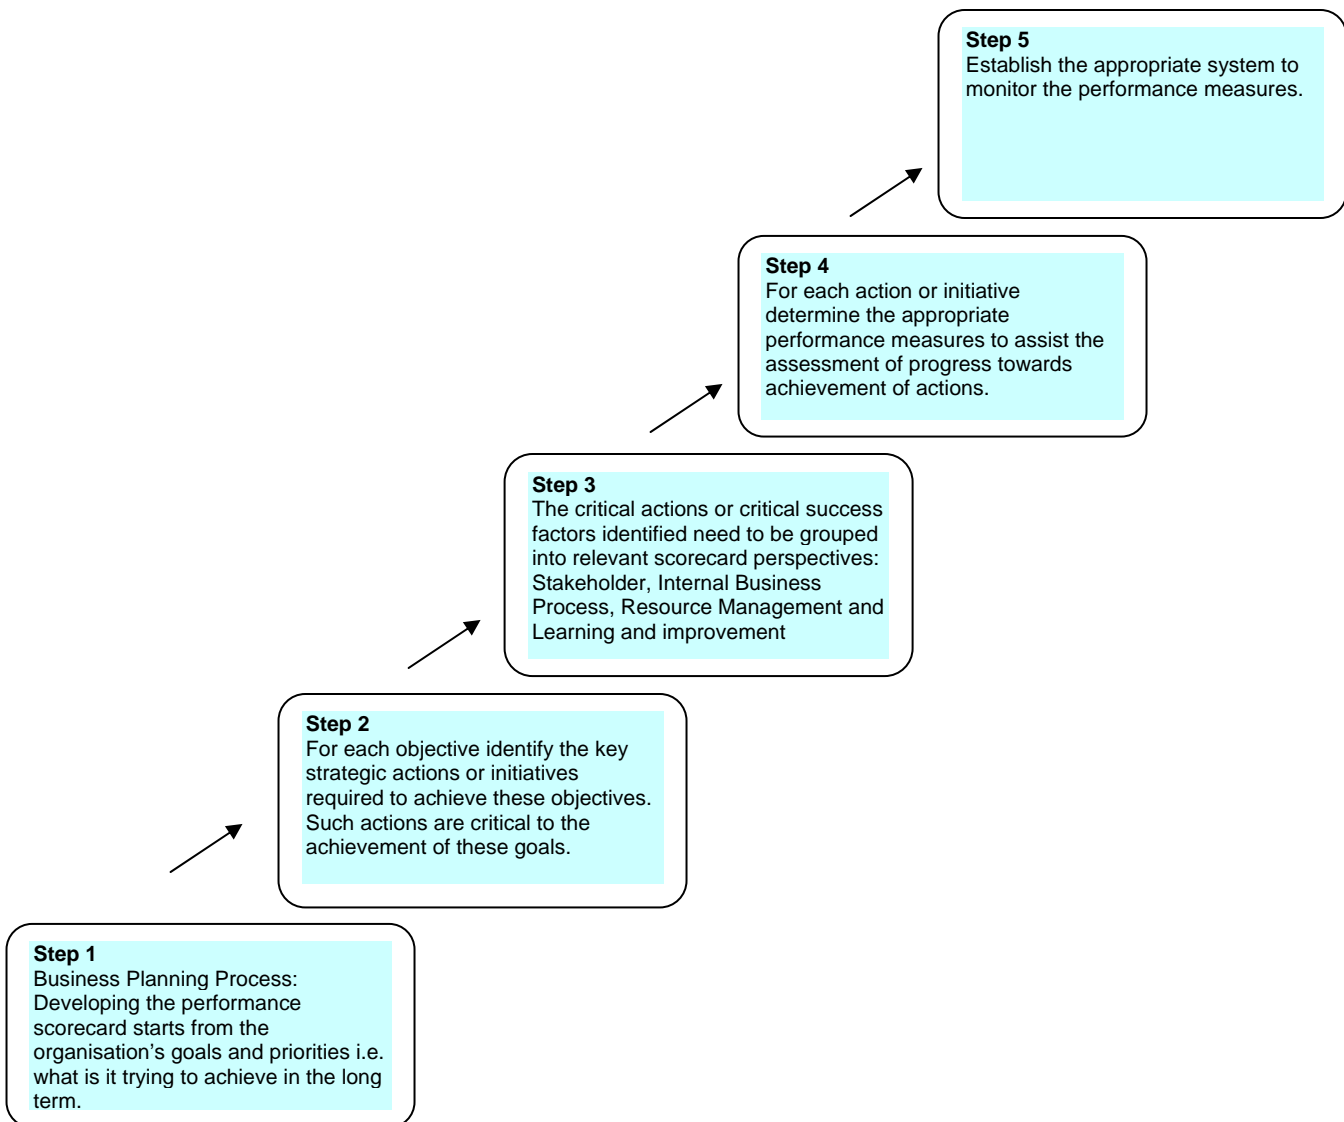 Step 5
Establish the appropriate system to
monitor the performance measures.
Step 4
For each action or initiative
determine the appropriate
performance measures to assist the
assessment of progress towards
achievement of actions.
Step 3
The critical actions or critical success
factors identified need to be grouped
into relevant scorecard perspectives:
Stakeholder, Internal Business
Process, Resource Management and
Learning and improvement
Step 2
For each objective identify the key
strategic actions or initiatives
required to achieve these objectives.
Such actions are critical to the
achievement of these goals.
Step 1
Business Planning Process:
Developing the performance
scorecard starts from the
organisation’s goals and priorities i.e.
what is it trying to achieve in the long
term.